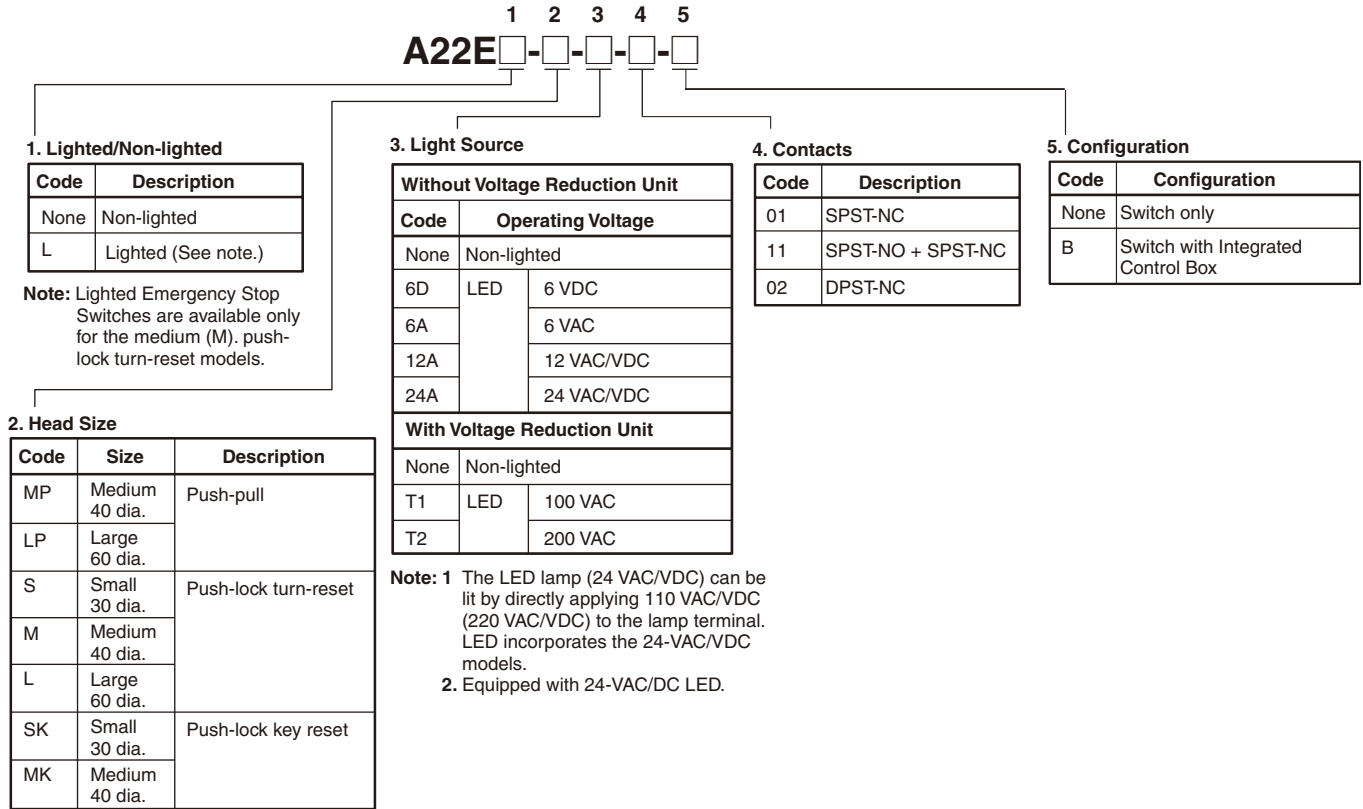 1 2 3 4 5
A22E□-□-□-□-□
1. Lighted/Non-lighted
Code Description
None Non-lighted
L Lighted (See note.)
Note: Lighted Emergency Stop
Switches are available only
for the medium (M). push-
lock turn-reset models.
2. Head Size
Code Size Description
MP Medium Push-pull
40 dia.
LP Large
60 dia.
S Small Push-lock turn-reset
30 dia.
M Medium
40 dia.
L Large
60 dia.
SK Small Push-lock key reset
30 dia.
MK Medium
40 dia.
3. Light Source
Without Voltage Reduction Unit
Code Operating Voltage
None Non-lighted
6D LED 6 VDC
6A 6 VAC
12A 12 VAC/VDC
24A 24 VAC/VDC
With Voltage Reduction Unit
None Non-lighted
T1 LED 100 VAC
T2 200 VAC
Note: 1 The LED lamp (24 VAC/VDC) can be
lit by directly applying 110 VAC/VDC
(220 VAC/VDC) to the lamp terminal.
LED incorporates the 24-VAC/VDC
models.
2. Equipped with 24-VAC/DC LED.
4. Contacts
Code Description
01 SPST-NC
11 SPST-NO + SPST-NC
02 DPST-NC
5. Configuration
Code Configuration
None Switch only
B Switch with Integrated
Control Box